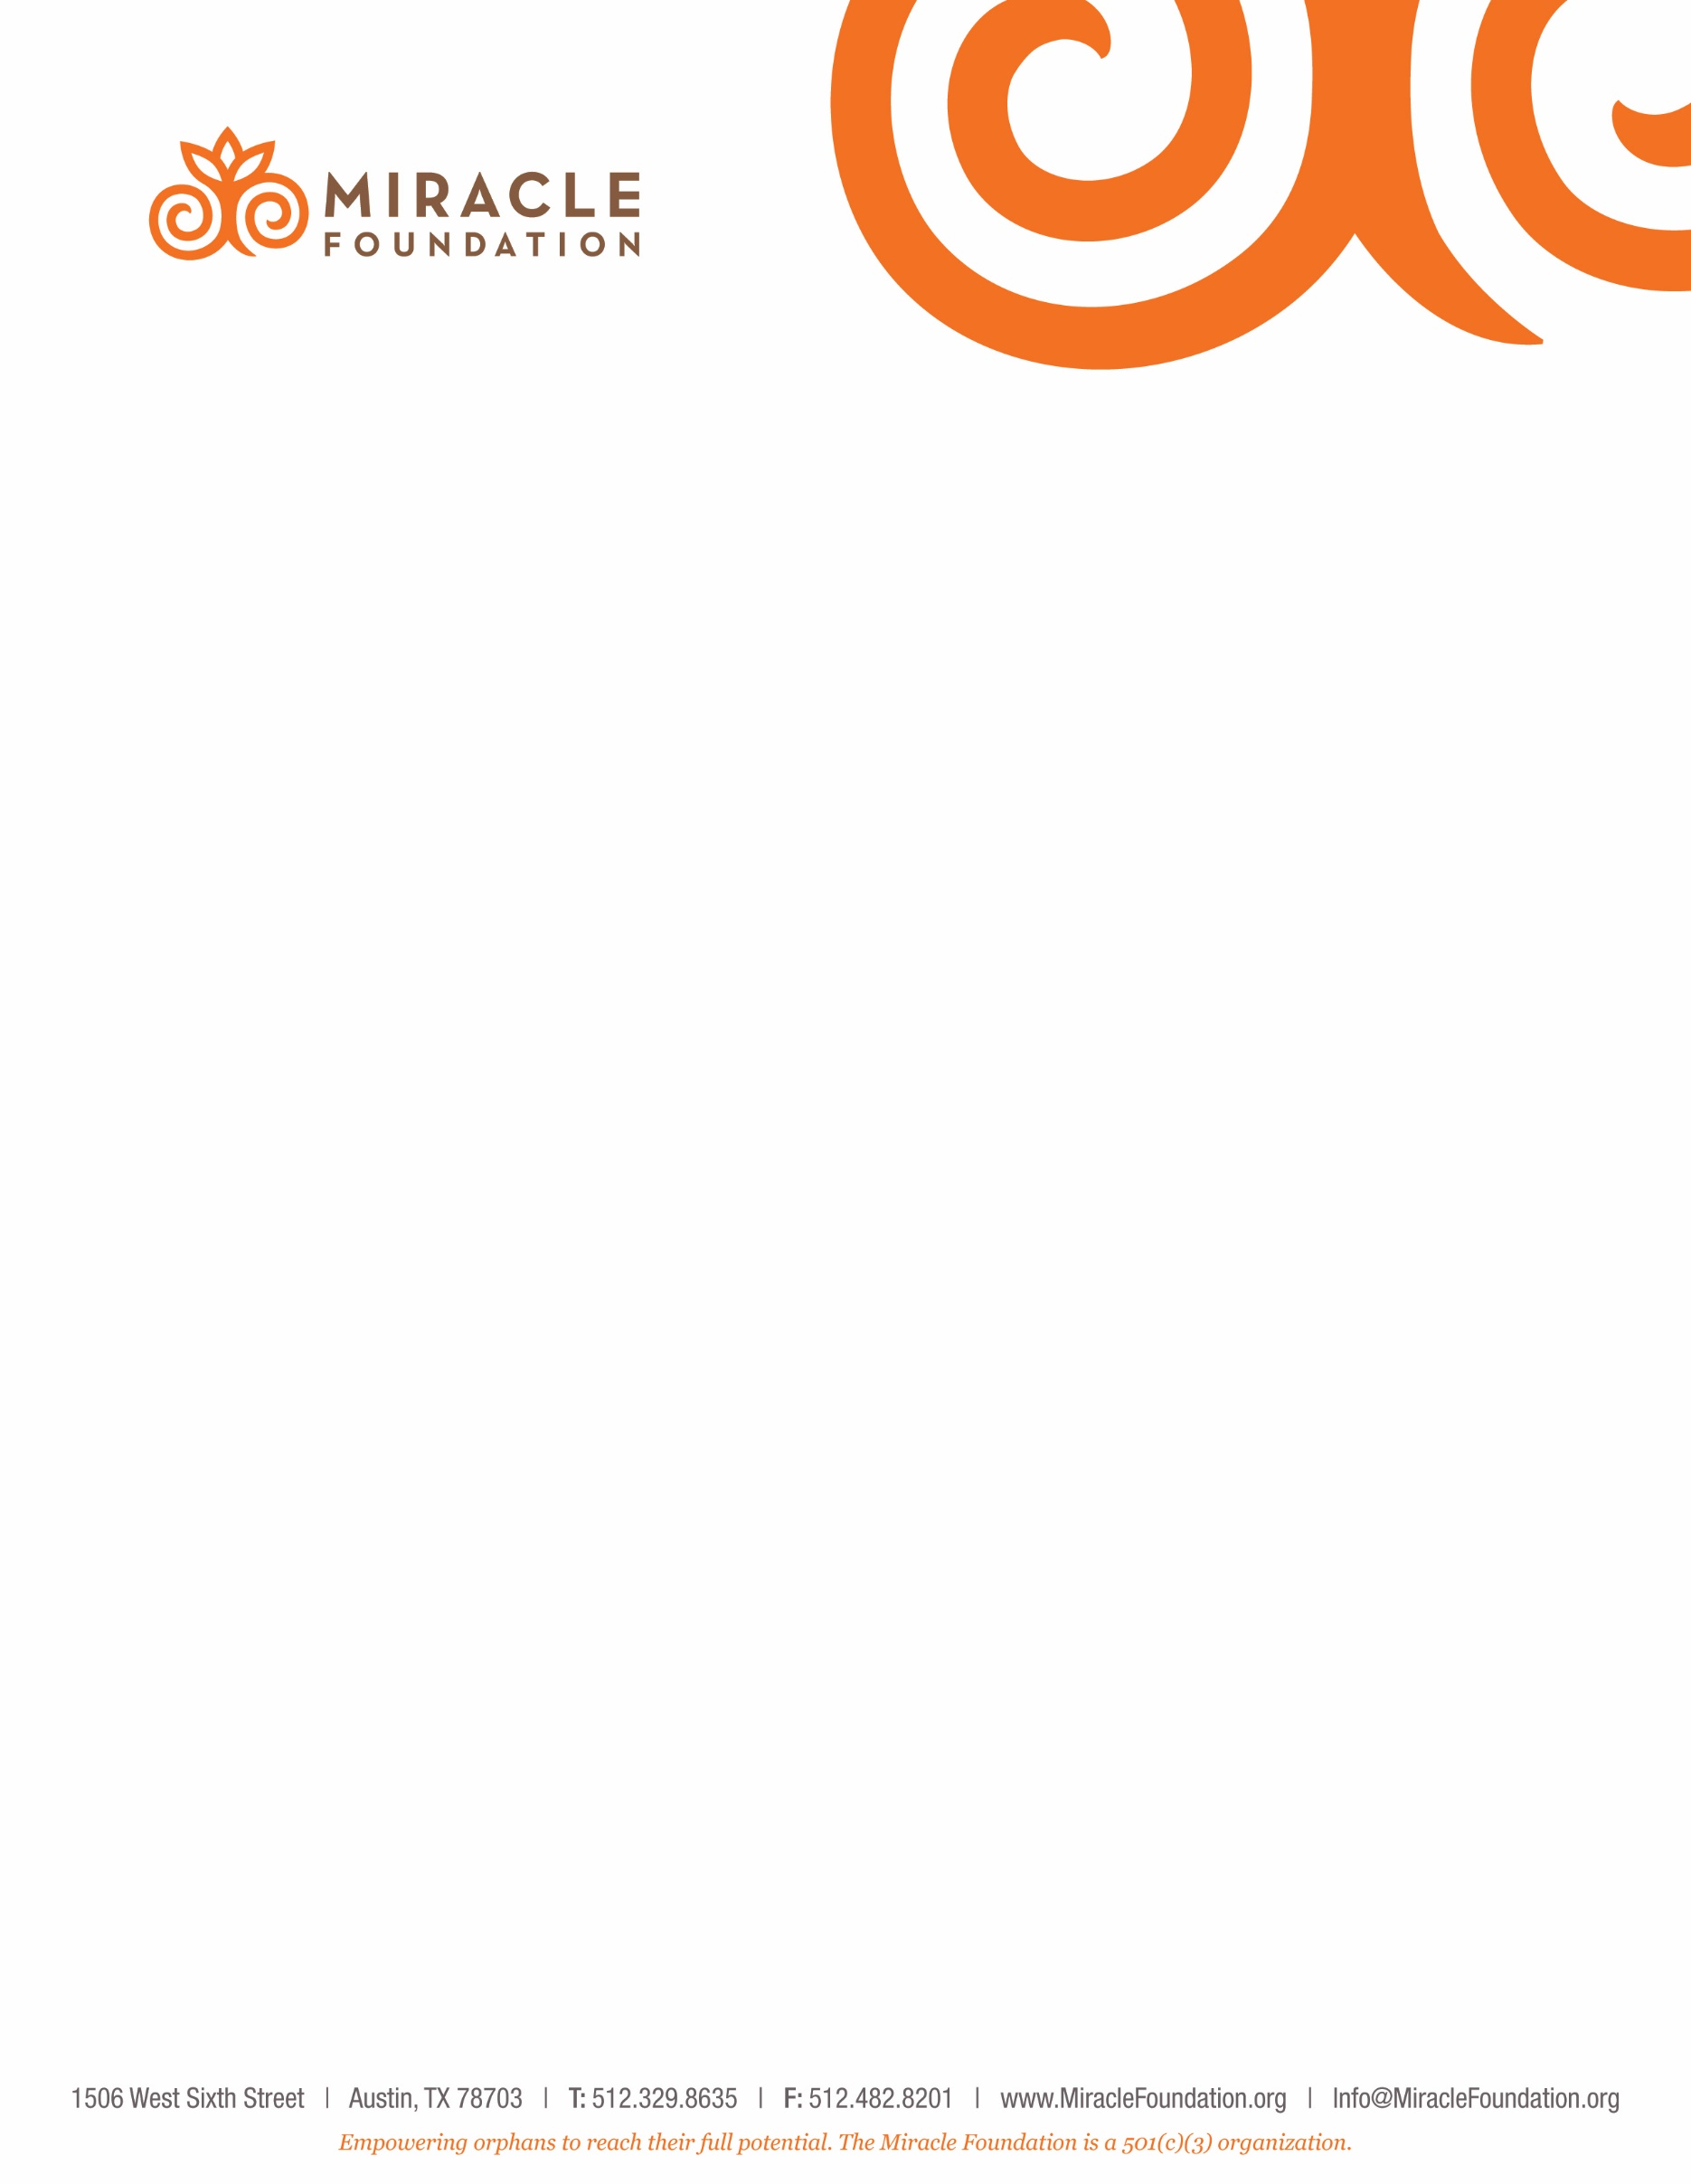 MIRACLE
FOUNDATION
1506 West Sixth Street | Austin, TX 78703 | T: 512.329.8635 | F: 512.482.8201 | www.MiracleFoundation.org | Info@MiracleFoundation.org
Empowering orphans to reach their full potential. The Miracle Foundation is a 501(c)(3) organization.